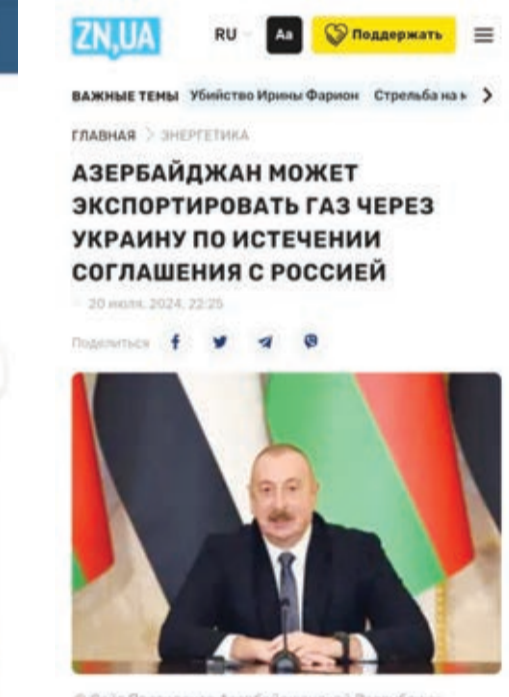 ZN,UA
RU
Aa
Поддержать
ВАЖНЫЕ ТЕМЫ Убийство Ирины Фарион Стрельба на
ГЛАВНАЯ > ЭНЕРГЕТИКА
АЗЕРБАЙДЖАН МОЖЕТ
ЭКСПОРТИРОВАТЬ ГАЗ ЧЕРЕЗ
УКРАИНУ ПО ИСТЕЧЕНИИ
СОГЛАШЕНИЯ С РОССИЕЙ
20 июля, 2024, 22:25
Поделиться